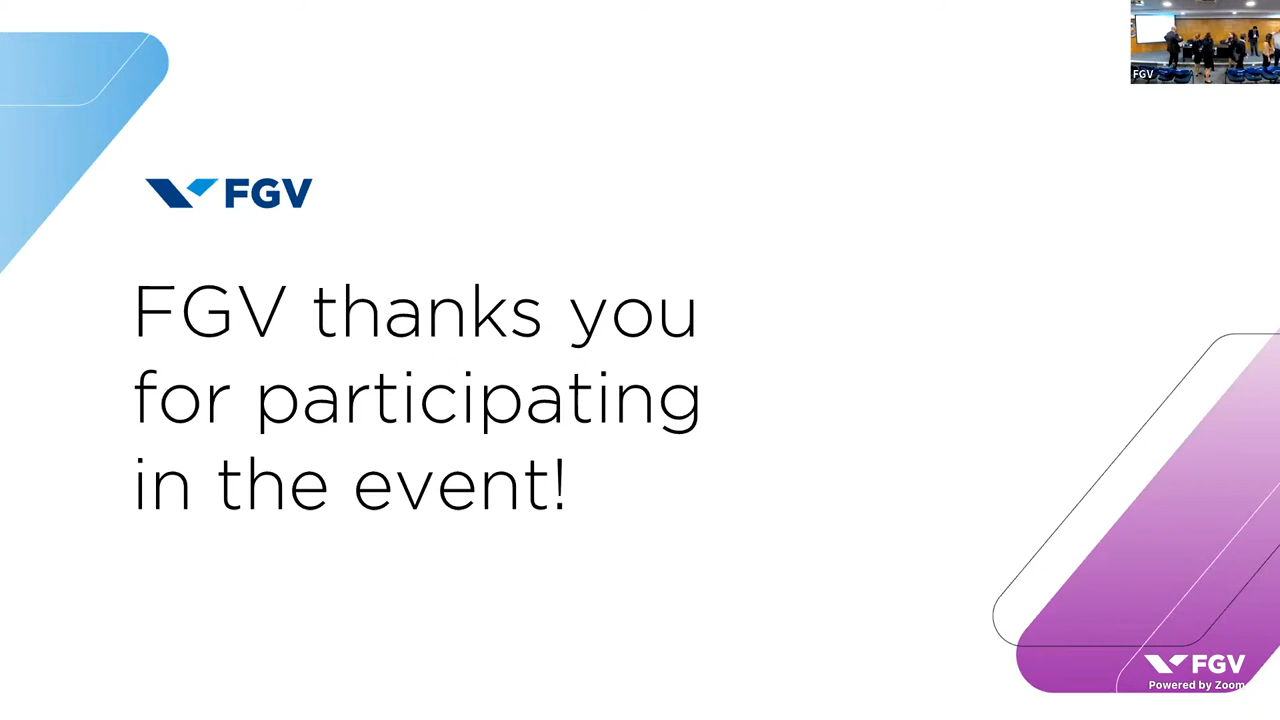 FGV
FGV
FGV thanks you
for participating
in the event!
FGV
Powered by Zoom